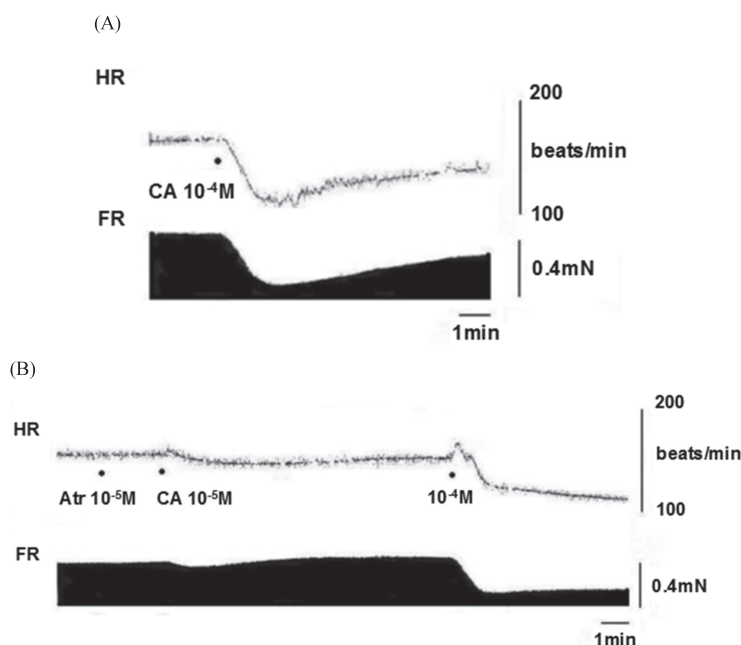 (A)
HR
200
beats/min
CA 10⁻⁴M
100
FR
0.4mN
1min
(B)
HR
200
beats/min
Atr 10⁻⁵M CA 10⁻⁵M 10⁻⁴M
100
FR
0.4mN
1min